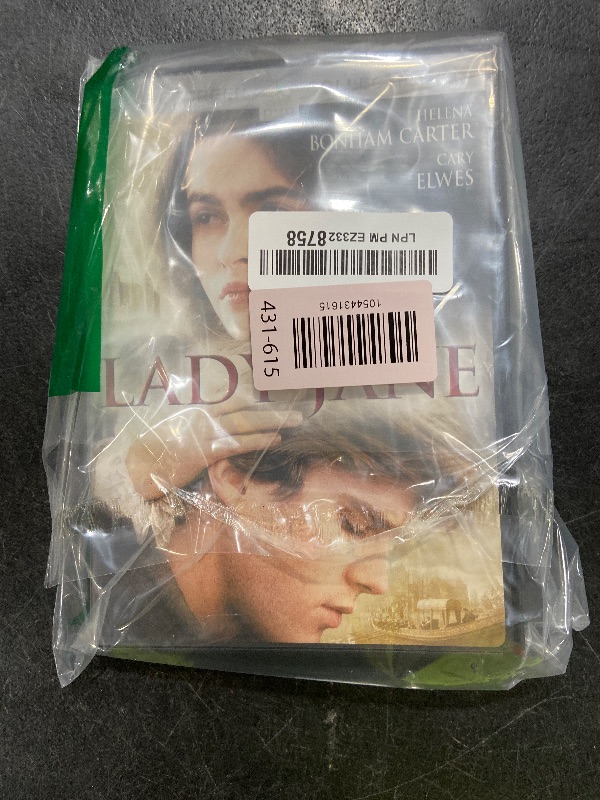 HELENA
BONHAM CARTER
CARY
ELWES
LPN PM EZ3328758
1054431615
431-615
LADY JANE